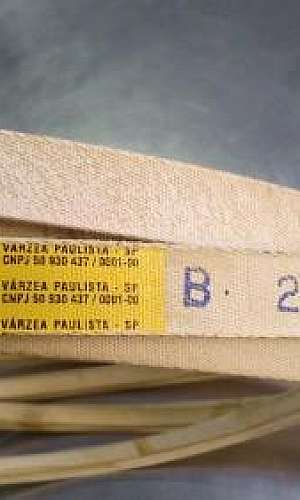 VÁRZEA PAULISTA - SP
CNPJ 50 930 437 / 0001-00
VÁRZEA PAULISTA - SP
CNPJ 50 930 437 / 0001-00
VÁRZEA PAULISTA - SP
B. 2